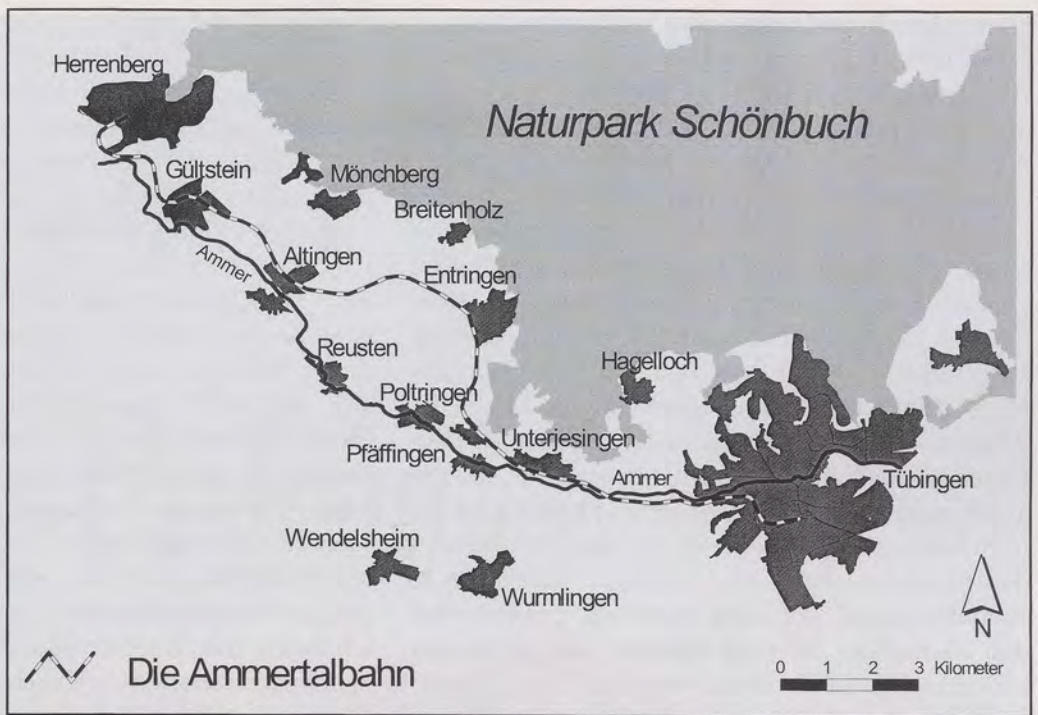 Herrenberg
Naturpark Schönbuch
Gültstein
Mönchberg
Breitenholz
Ammer
Altingen
Entringen
Reusten
Hagelloch
Poltringen
Unterjesingen
Pfäffingen
Ammer
Tübingen
Wendelsheim
Wurmlingen
N
Die Ammertalbahn
0 1 2 3 Kilometer